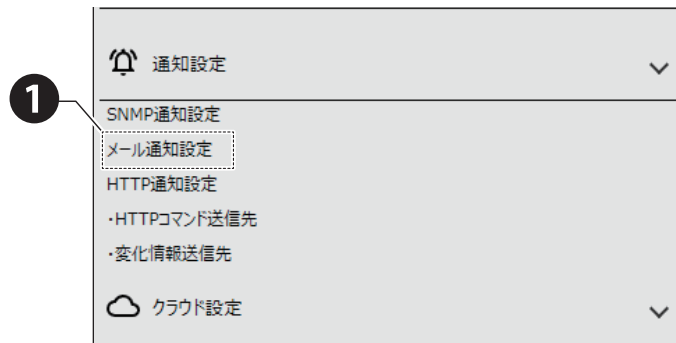 通知設定
1
SNMP通知設定
メール通知設定
HTTP通知設定
・HTTPコマンド送信先
・変化情報送信先
クラウド設定